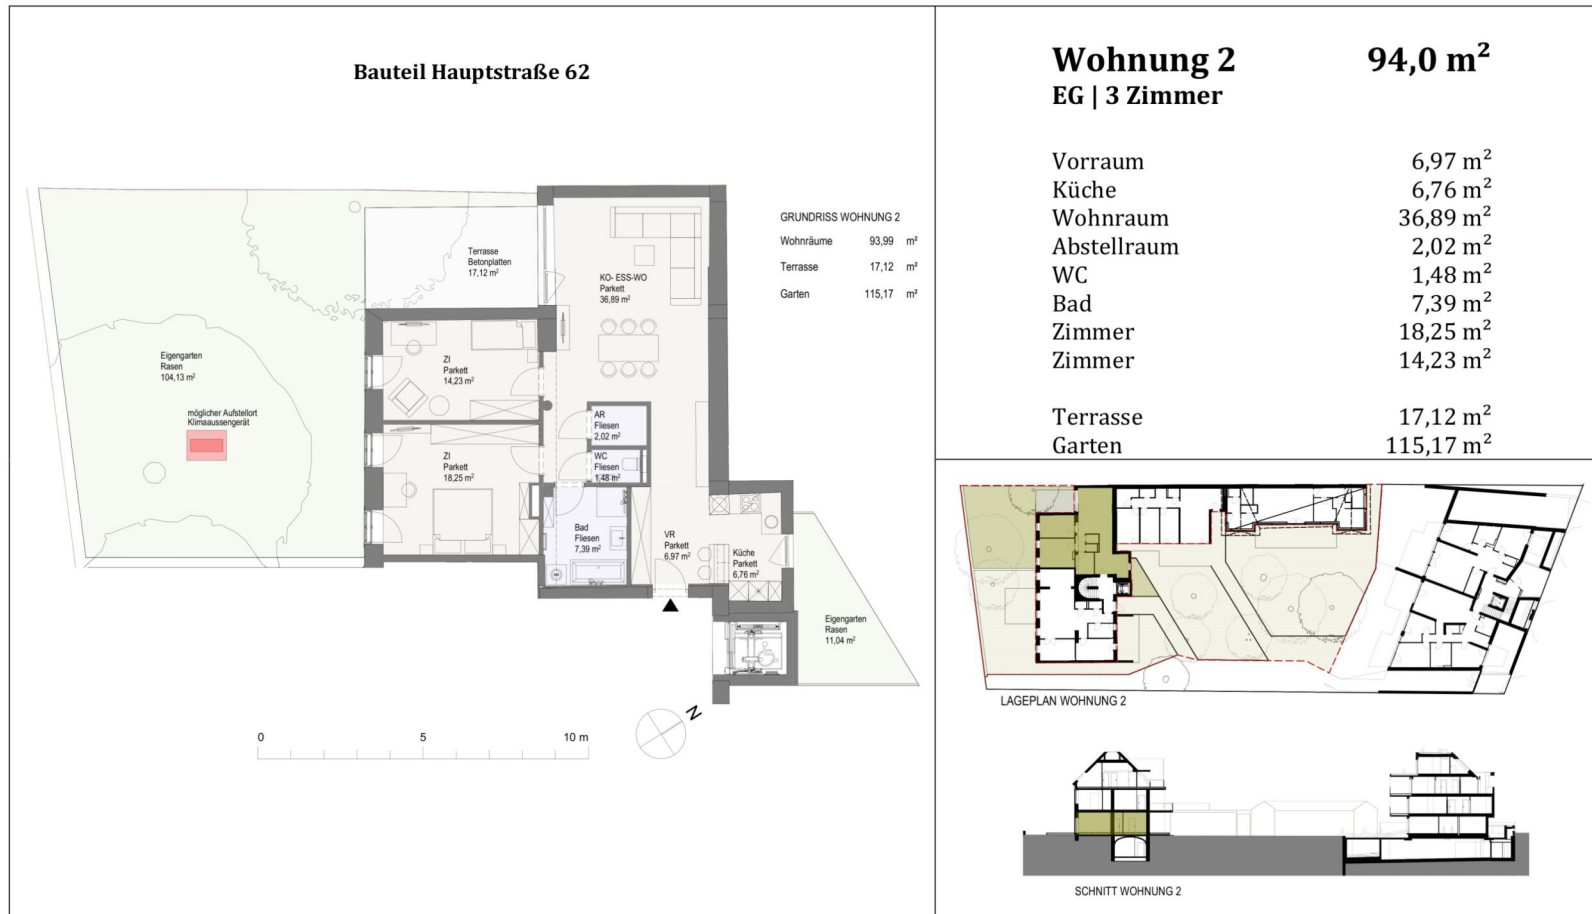 Bauteil Hauptstraße 62
GRUNDRISS WOHNUNG 2
Wohnräume 93,99 m²
Terrasse 17,12 m²
Garten 115,17 m²
Terrasse
Betonplatten
17,12 m²
KO- ESS-WO
Parkett
36,89 m²
Eigengarten
Rasen
104,13 m²
möglicher Aufstellort
Klimaaussengerät
ZI
Parkett
14,23 m²
ZI
Parkett
18,25 m²
AR
Fliesen
2,02 m²
WC
Fliesen
1,48 m²
Bad
Fliesen
7,39 m²
VR
Parkett
6,97 m²
Küche
Parkett
6,76 m²
Eigengarten
Rasen
11,04 m²
N
0 5 10 m
Wohnung 2 94,0 m²
EG | 3 Zimmer
Vorraum 6,97 m²
Küche 6,76 m²
Wohnraum 36,89 m²
Abstellraum 2,02 m²
WC 1,48 m²
Bad 7,39 m²
Zimmer 18,25 m²
Zimmer 14,23 m²
Terrasse 17,12 m²
Garten 115,17 m²
LAGEPLAN WOHNUNG 2
SCHNITT WOHNUNG 2